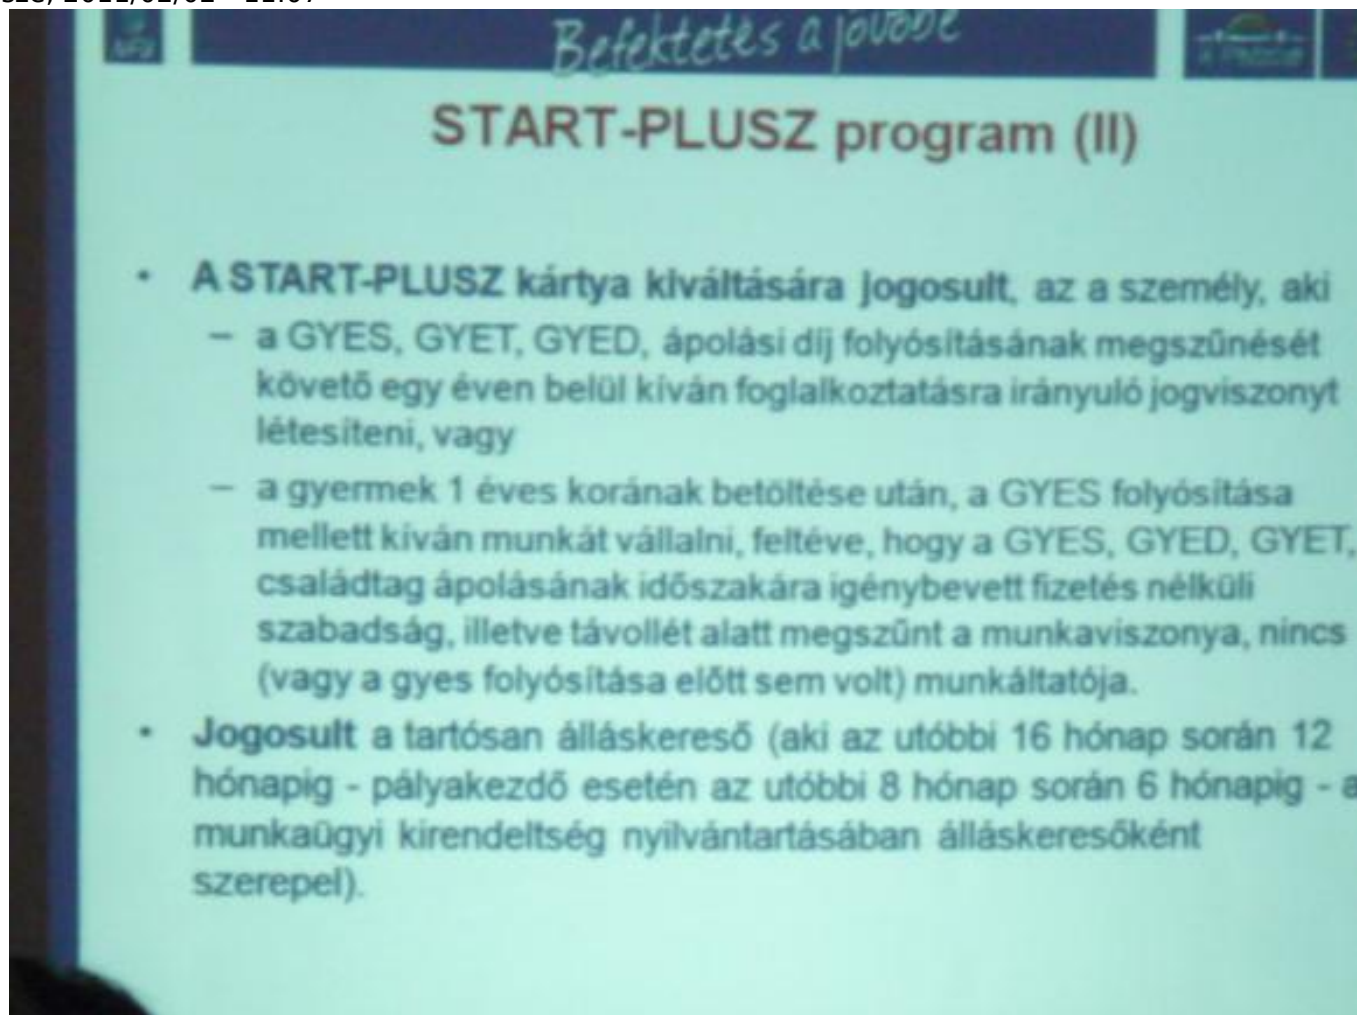 Befektetés a jövőbe
START-PLUSZ program (II)
• A START-PLUSZ kártya kiváltására jogosult, az a személy, aki
– a GYES, GYET, GYED, ápolási díj folyósításának megszűnését
követő egy éven belül kíván foglalkoztatásra irányuló jogviszonyt
létesíteni, vagy
– a gyermek 1 éves korának betöltése után, a GYES folyósítása
mellett kíván munkát vállalni, feltéve, hogy a GYES, GYED, GYET,
családtag ápolásának időszakára igénybevett fizetés nélküli
szabadság, illetve távollét alatt megszűnt a munkaviszonya, nincs
(vagy a gyes folyósítása előtt sem volt) munkáltatója.
• Jogosult a tartósan álláskereső (aki az utóbbi 16 hónap során 12
hónapig - pályakezdő esetén az utóbbi 8 hónap során 6 hónapig - a
munkaügyi kirendeltség nyilvántartásában álláskeresőként
szerepel).